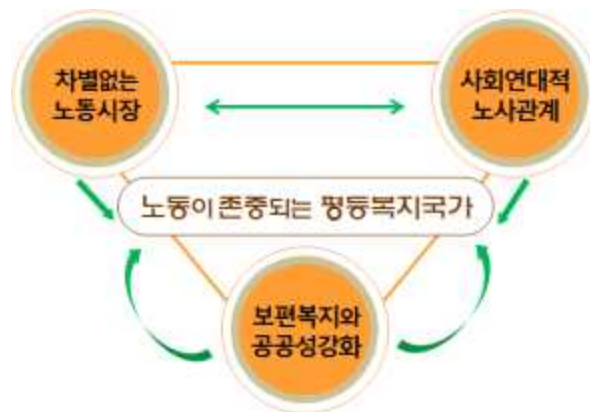 차별없는
노동시장
사회연대적
노사관계
노동이 존중되는 평등복지국가
보편복지와
공공성강화